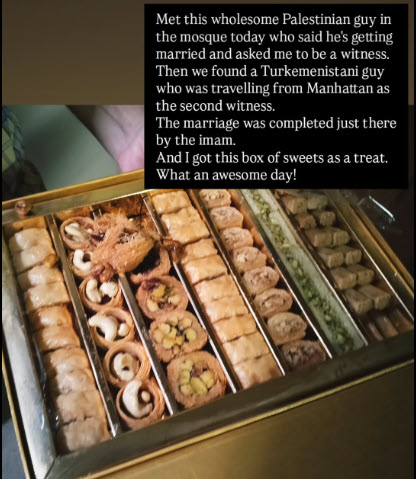 Met this wholesome Palestinian guy in
the mosque today who said he's getting
married and asked me to be a witness.
Then we found a Turkemenistani guy
who was travelling from Manhattan as
the second witness.
The marriage was completed just there
by the imam.
And I got this box of sweets as a treat.
What an awesome day!